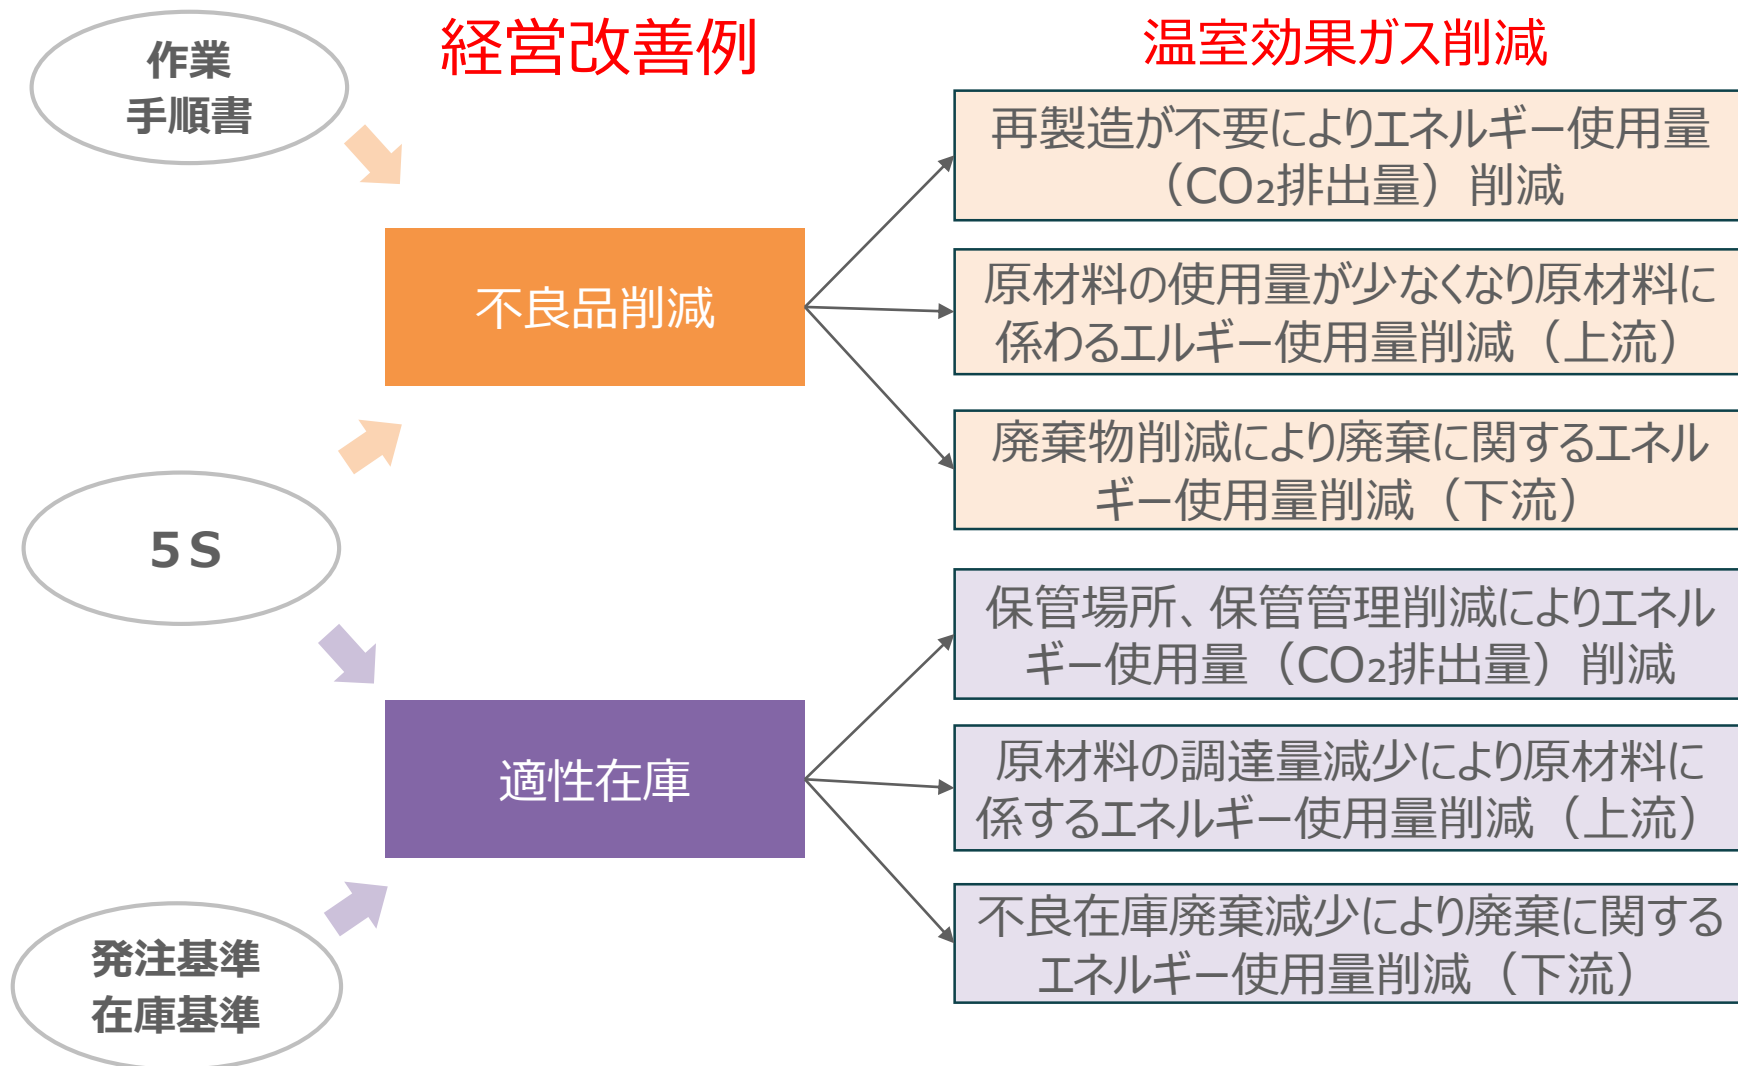 経営改善例
温室効果ガス削減
作業
手順書
5S
発注基準
在庫基準
不良品削減
適性在庫
再製造が不要によりエネルギー使用量
（CO₂排出量）削減
原材料の使用量が少なくなり原材料に
係わるエルギー使用量削減（上流）
廃棄物削減により廃棄に関するエネル
ギー使用量削減（下流）
保管場所、保管管理削減によりエネル
ギー使用量（CO₂排出量）削減
原材料の調達量減少により原材料に
係するエネルギー使用量削減（上流）
不良在庫廃棄減少により廃棄に関する
エネルギー使用量削減（下流）